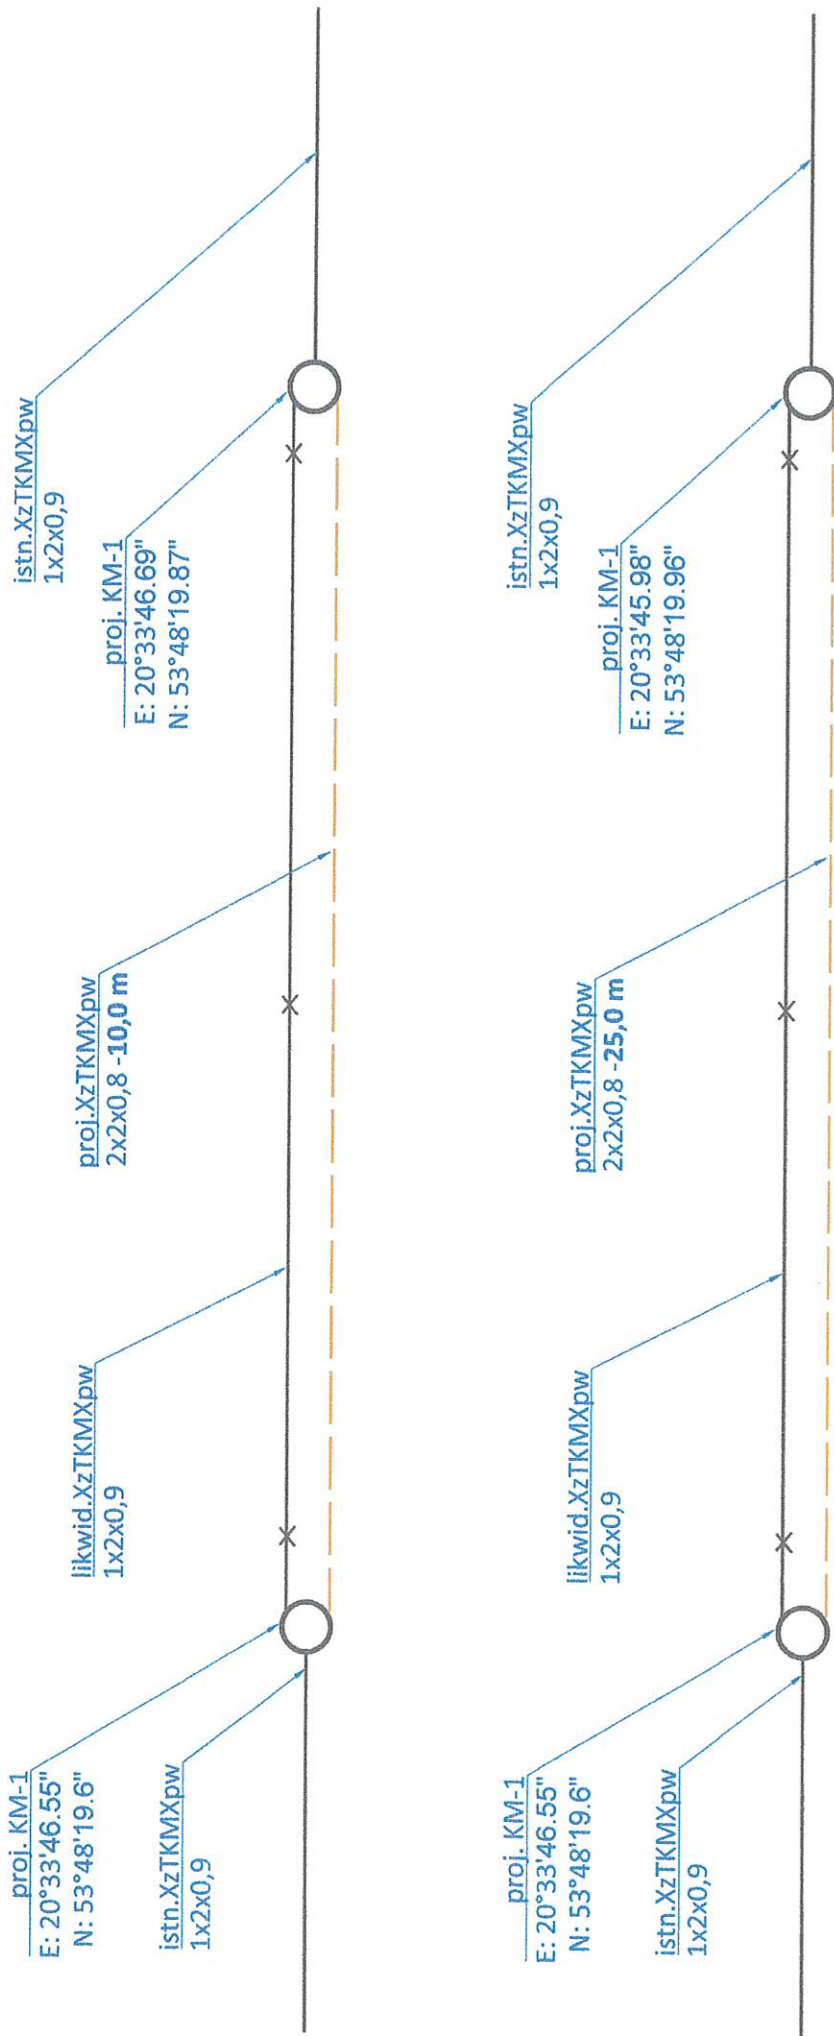 proj. KM-1
E: 20°33'46.55"
N: 53°48'19.6"
istn.XzTKMXpw
1x2x0,9
likwid.XzTKMXpw
1x2x0,9
proj.XzTKMXpw
2x2x0,8 -10,0 m
proj. KM-1
E: 20°33'46.69"
N: 53°48'19.87"
istn.XzTKMXpw
1x2x0,9
proj. KM-1
E: 20°33'46.55"
N: 53°48'19.6"
istn.XzTKMXpw
1x2x0,9
likwid.XzTKMXpw
1x2x0,9
proj.XzTKMXpw
2x2x0,8 -25,0 m
proj. KM-1
E: 20°33'45.98"
N: 53°48'19.96"
istn.XzTKMXpw
1x2x0,9